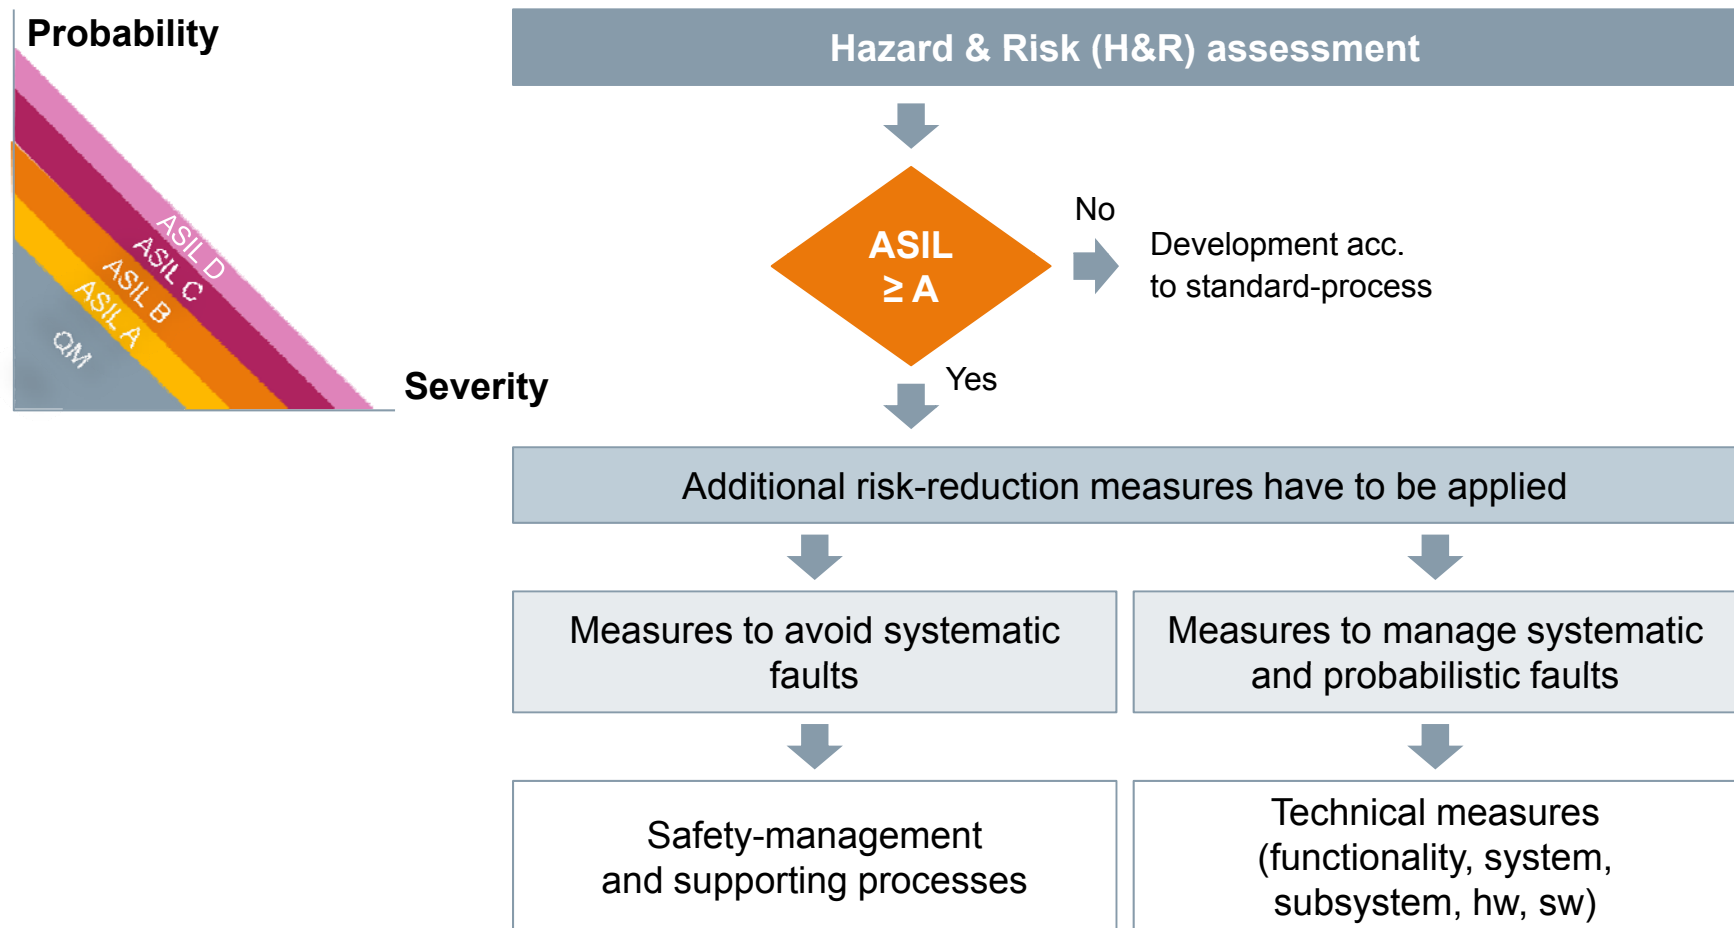 Probability
Hazard & Risk (H&R) assessment
ASIL D
ASIL C
ASIL B
ASIL A
QM
Severity
ASIL
≥ A
No
Development acc.
to standard-process
Yes
Additional risk-reduction measures have to be applied
Measures to avoid systematic
faults
Measures to manage systematic
and probabilistic faults
Safety-management
and supporting processes
Technical measures
(functionality, system,
subsystem, hw, sw)